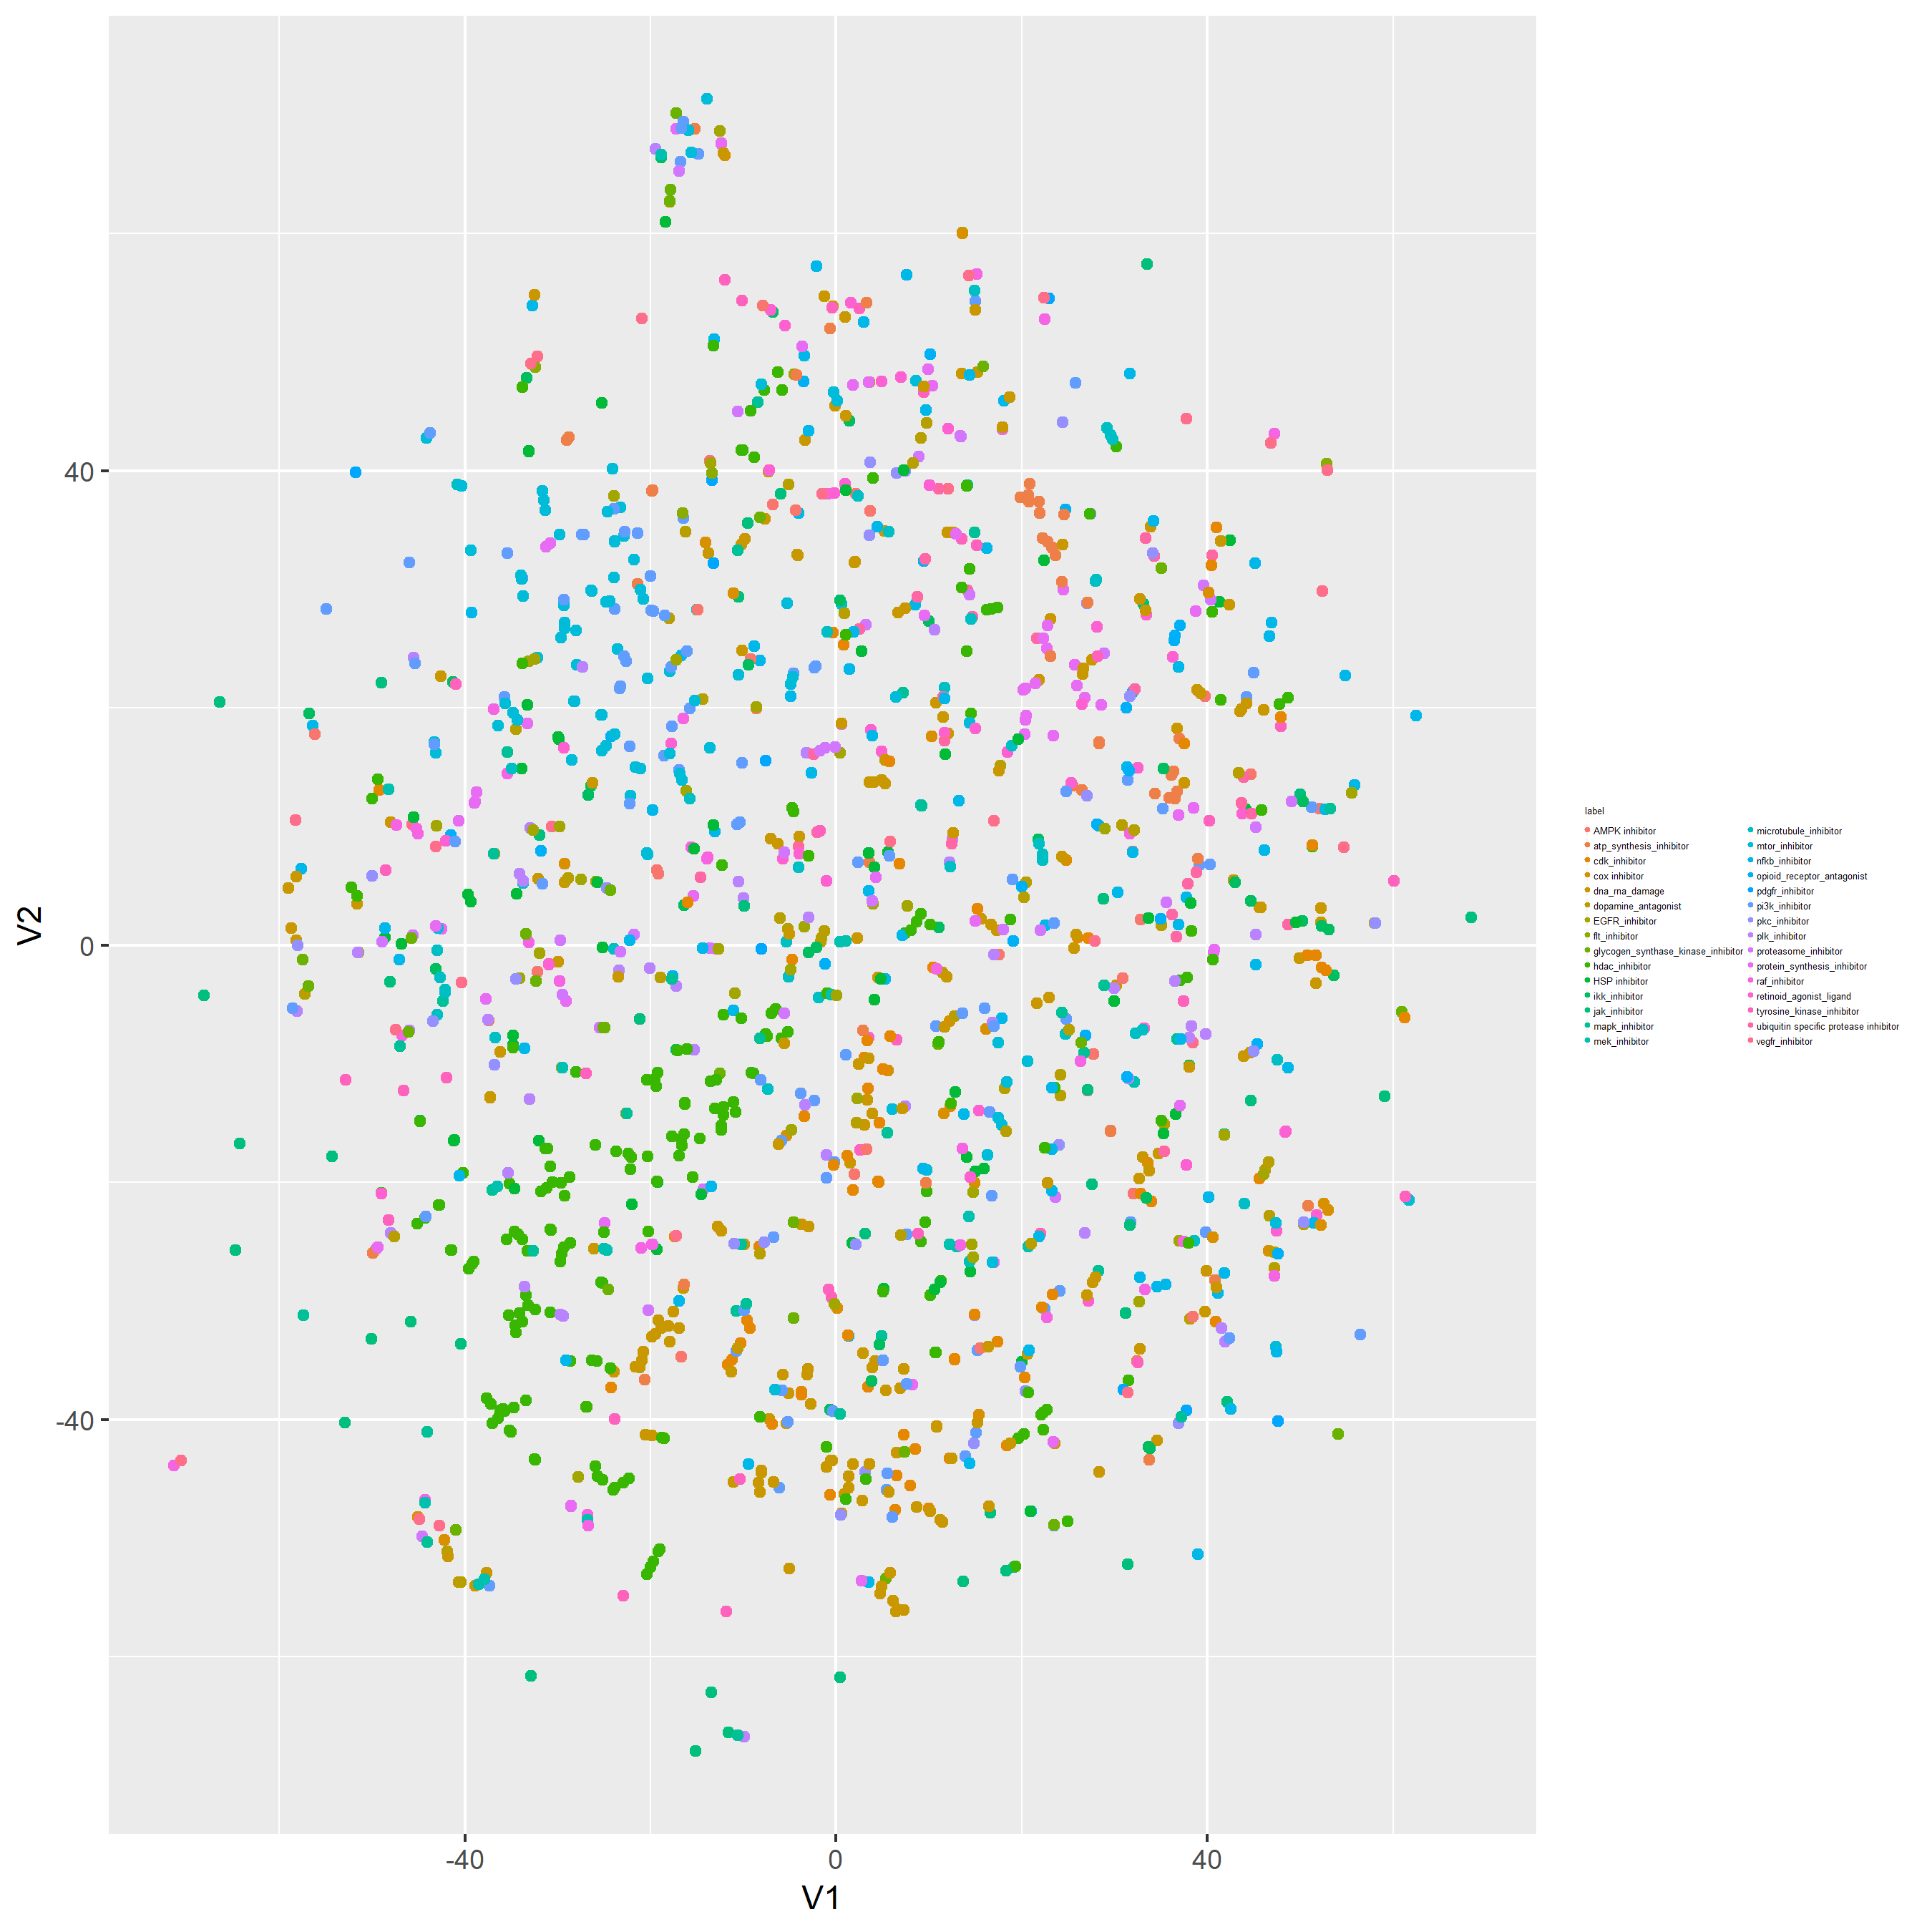 V2
40
0
-40
-40
0
40
V1
label
AMPK inhibitor
atp_synthesis_inhibitor
cdk_inhibitor
cox inhibitor
dna_rna_damage
dopamine_antagonist
EGFR_inhibitor
flt_inhibitor
glycogen_synthase_kinase_inhibitor
hdac_inhibitor
HSP inhibitor
ikk_inhibitor
jak_inhibitor
mapk_inhibitor
mek_inhibitor
microtubule_inhibitor
mtor_inhibitor
nfkb_inhibitor
opioid_receptor_antagonist
pdgfr_inhibitor
pi3k_inhibitor
pkc_inhibitor
plk_inhibitor
proteasome_inhibitor
protein_synthesis_inhibitor
raf_inhibitor
retinoid_agonist_ligand
tyrosine_kinase_inhibitor
ubiquitin specific protease inhibitor
vegfr_inhibitor